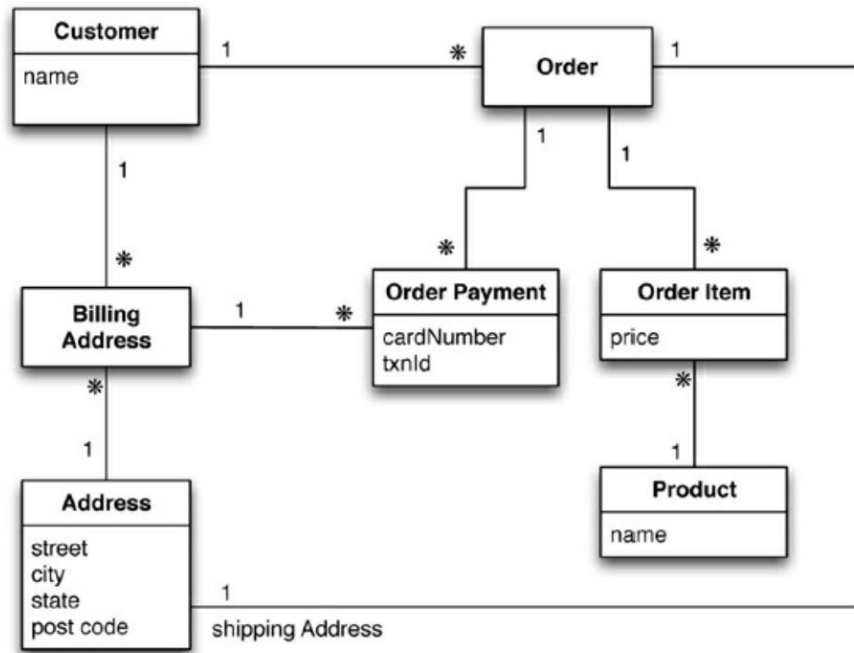 Customer
name
1
*
Order
1
1
*
1
*
1
*
Billing
Address
1
*
Order Payment
cardNumber
txnId
Order Item
price
*
1
*
1
Address
street
city
state
post code
Product
name
1
shipping Address